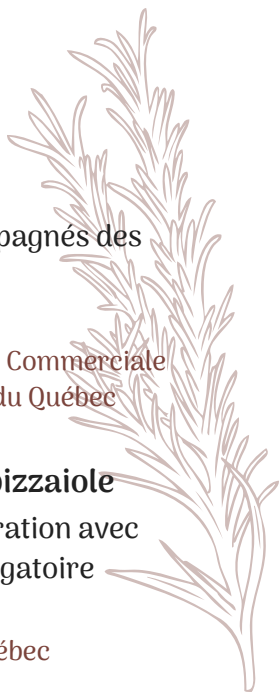 pagnés des
Commerciale
du Québec
pizzaiole
ration avec
gatoire
ébec